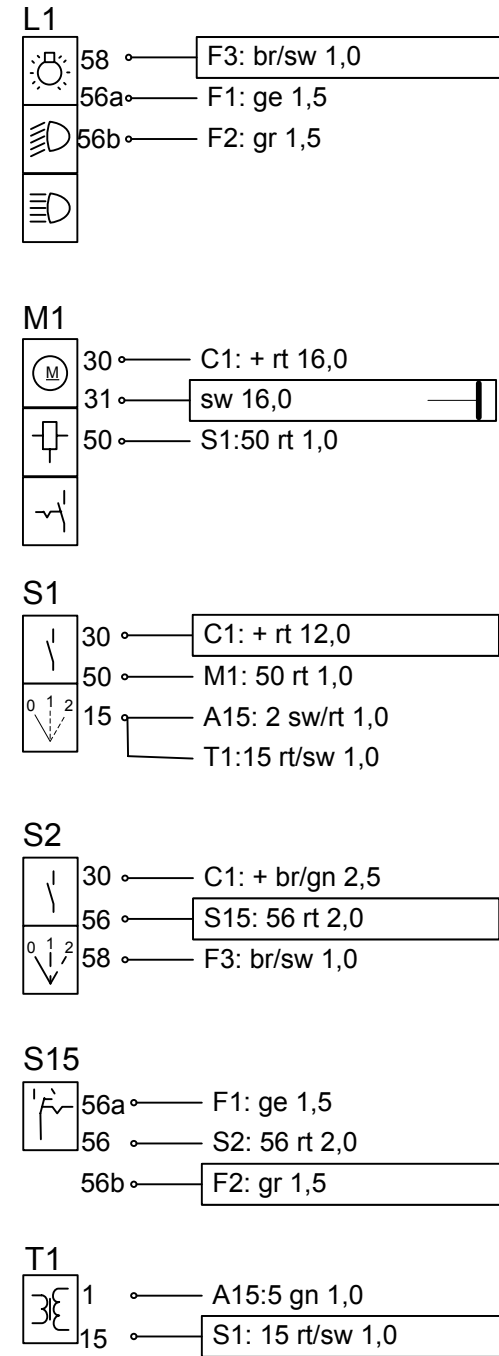 L1
58 F3: br/sw 1,0
56a F1: ge 1,5
56b F2: gr 1,5
M1
M 30 C1: + rt 16,0
31 sw 16,0
50 S1:50 rt 1,0
S1
30 C1: + rt 12,0
50 M1: 50 rt 1,0
0 1 2 15 A15: 2 sw/rt 1,0
T1:15 rt/sw 1,0
S2
30 C1: + br/gn 2,5
56 S15: 56 rt 2,0
0 1 2 58 F3: br/sw 1,0
S15
56a F1: ge 1,5
56 S2: 56 rt 2,0
56b F2: gr 1,5
T1
1 A15:5 gn 1,0
15 S1: 15 rt/sw 1,0